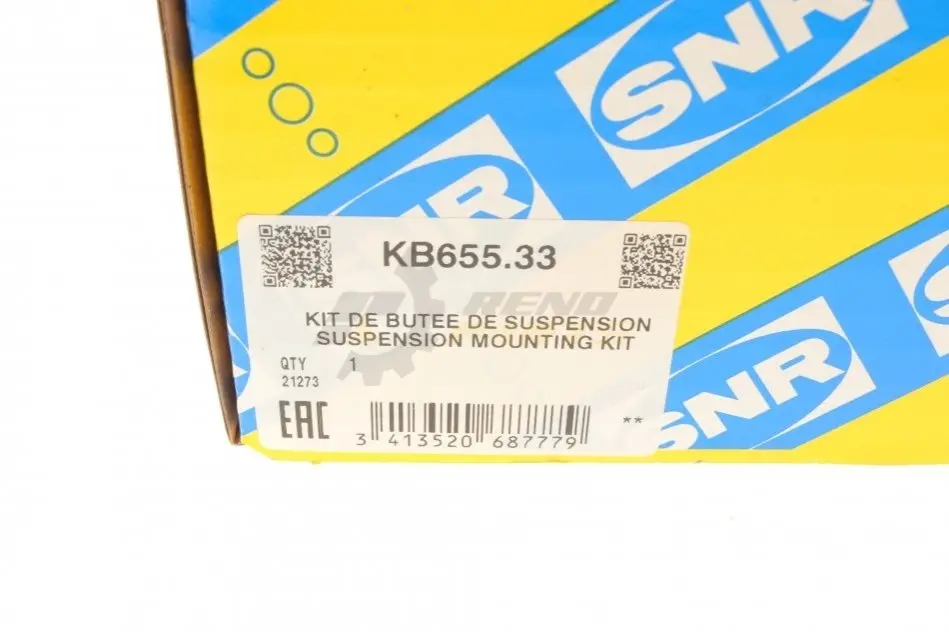 SNR
SNR
KB655.33
RENO
KIT DE BUTEE DE SUSPENSION
SUSPENSION MOUNTING KIT
QTY 1
21273
EAC
3 413520 687779
**
SNR